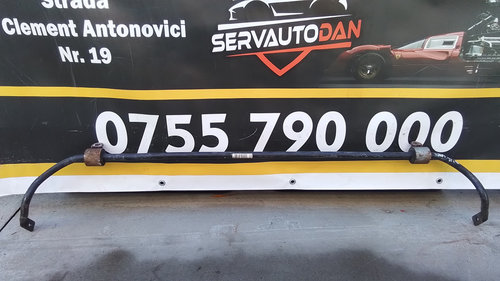 Strada
Clement Antonovici
Nr. 19
SERVAUTODAN
0755 790 000